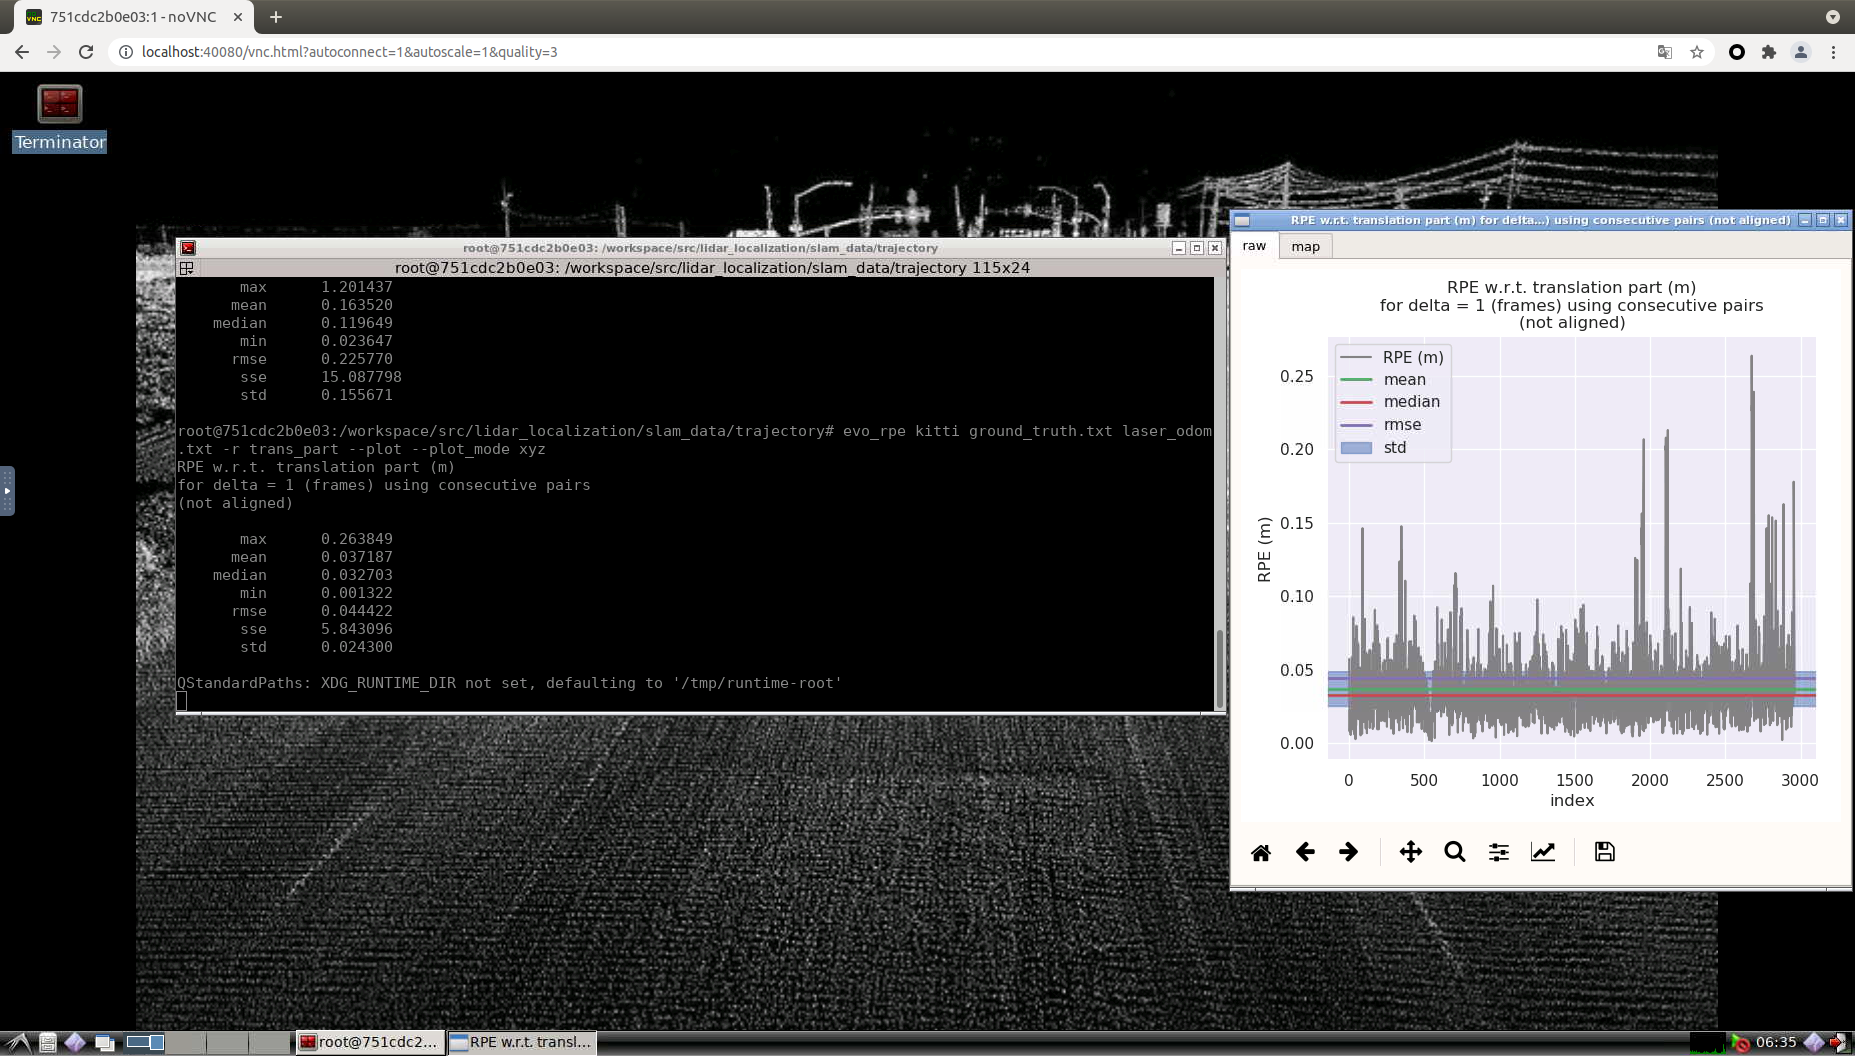 751cdc2b0e03:1 - noVNC
localhost:40080/vnc.html?autoconnect=1&autoscale=1&quality=3
Terminator
root@751cdc2b0e03: /workspace/src/lidar_localization/slam_data/trajectory
root@751cdc2b0e03: /workspace/src/lidar_localization/slam_data/trajectory 115x24
max 1.201437
mean 0.163520
median 0.119649
min 0.023647
rmse 0.225770
sse 15.087798
std 0.155671
root@751cdc2b0e03:/workspace/src/lidar_localization/slam_data/trajectory# evo_rpe kitti ground_truth.txt laser_odom
.txt -r trans_part --plot --plot_mode xyz
RPE w.r.t. translation part (m)
for delta = 1 (frames) using consecutive pairs
(not aligned)
max 0.263849
mean 0.037187
median 0.032703
min 0.001322
rmse 0.044422
sse 5.843096
std 0.024300
QStandardPaths: XDG_RUNTIME_DIR not set, defaulting to '/tmp/runtime-root'
RPE w.r.t. translation part (m) for delta...) using consecutive pairs (not aligned)
raw map
RPE w.r.t. translation part (m)
for delta = 1 (frames) using consecutive pairs
(not aligned)
RPE (m)
mean
median
rmse
std
0.25
0.20
0.15
0.10
0.05
0.00
RPE (m)
0 500 1000 1500 2000 2500 3000
index
root@751cdc2...
RPE w.r.t. transl...
06:35